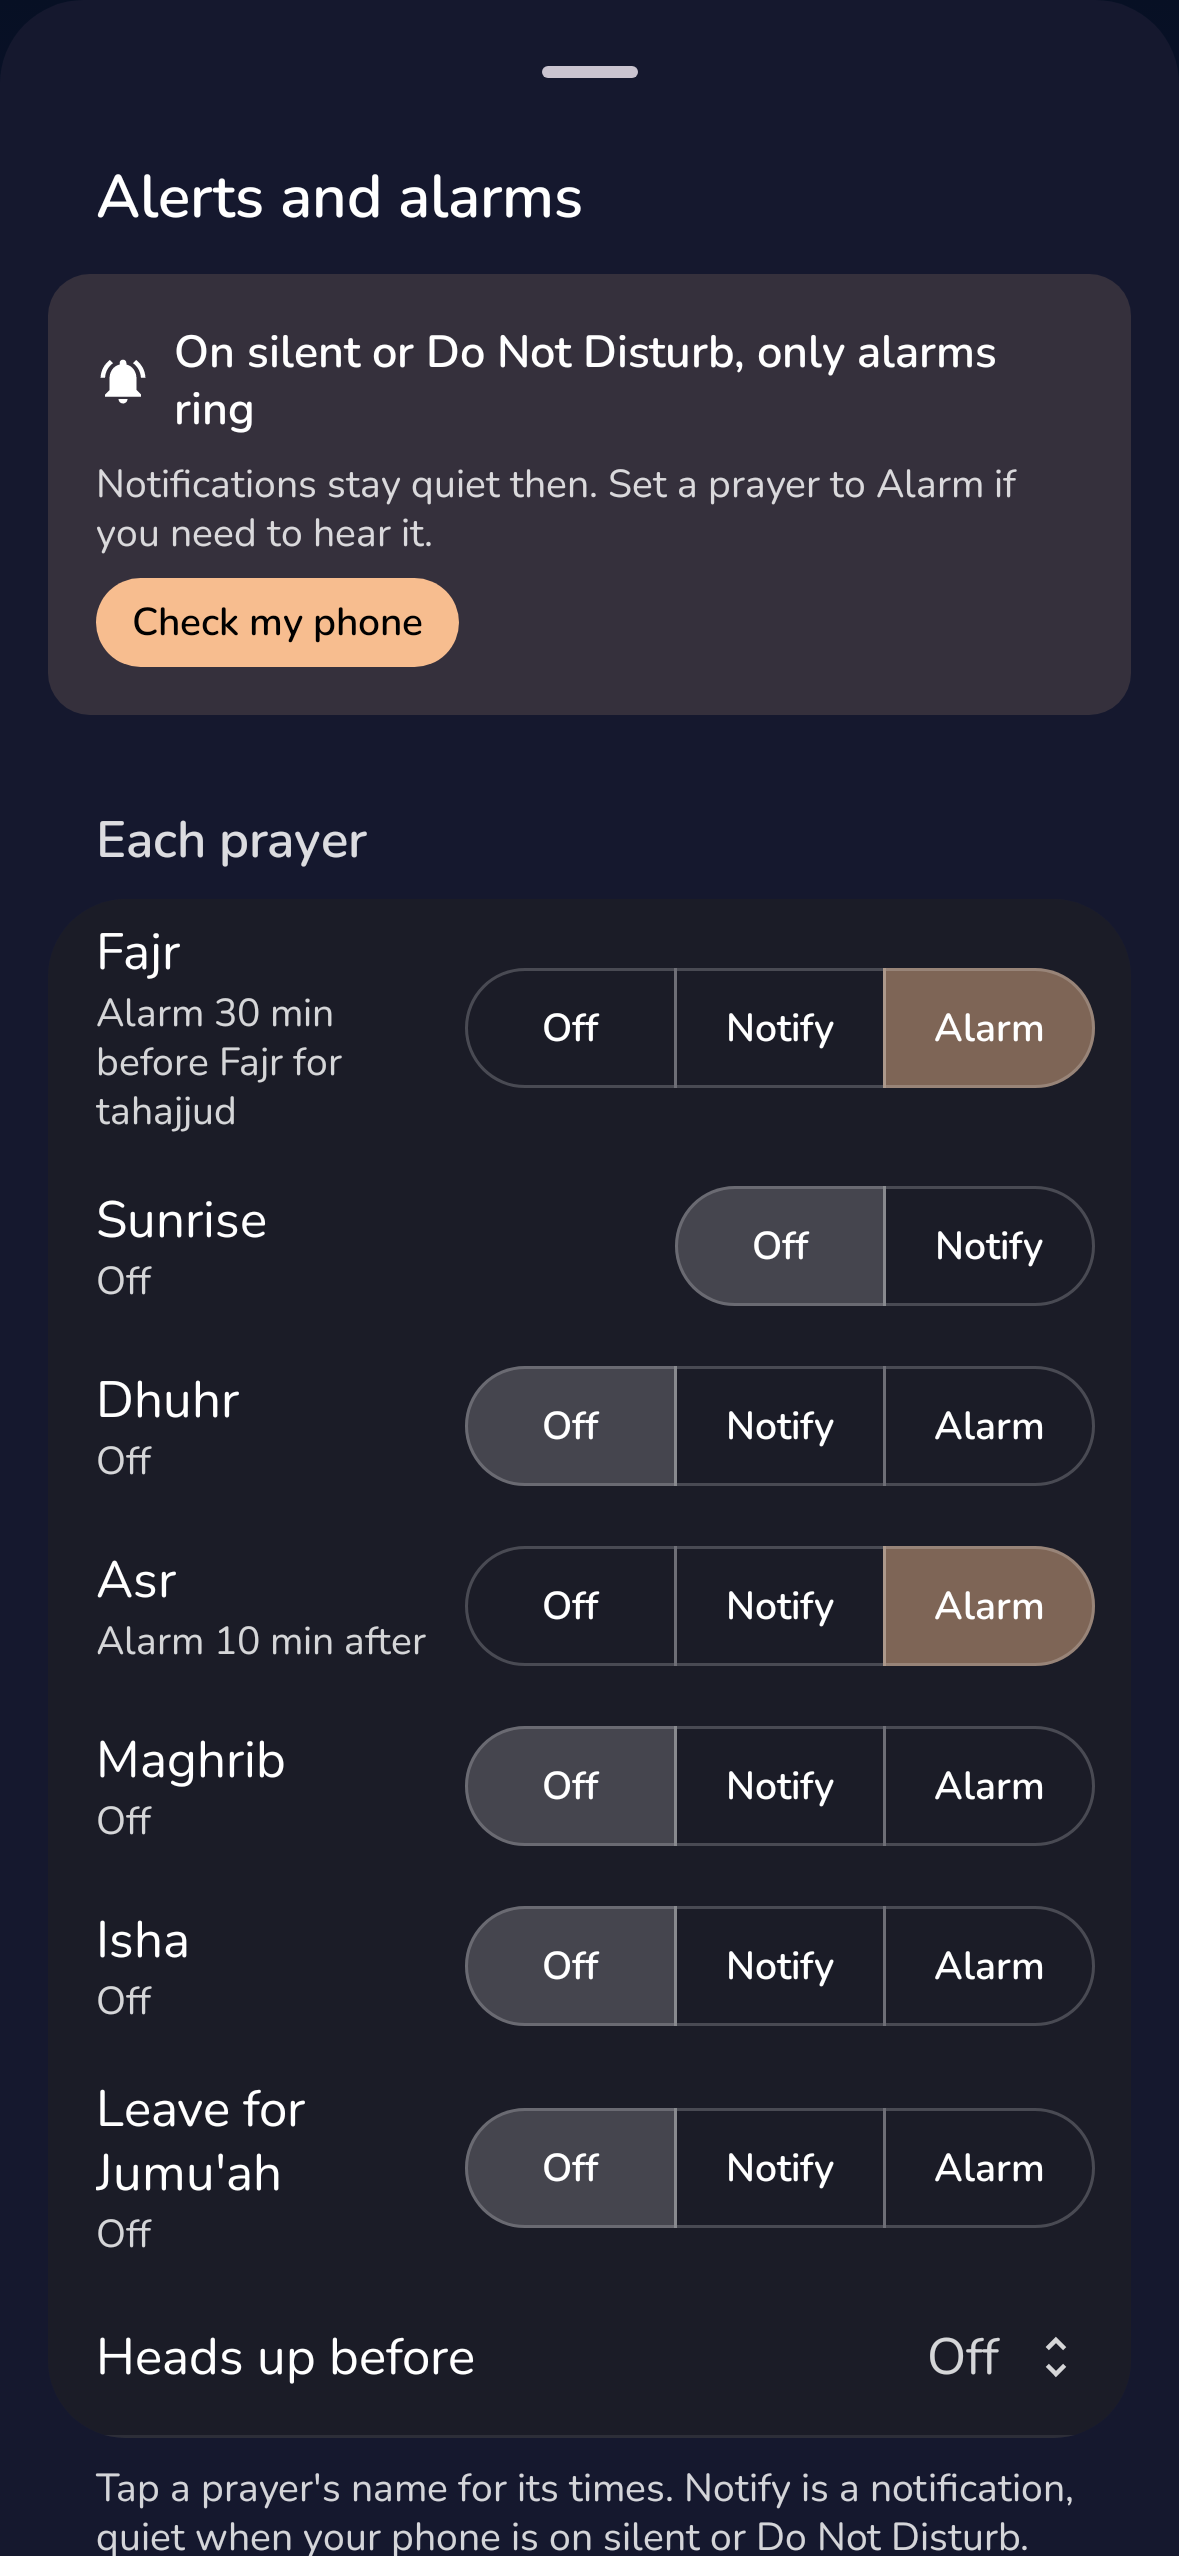 Alerts and alarms
On silent or Do Not Disturb, only alarms
ring
Notifications stay quiet then. Set a prayer to Alarm if
you need to hear it.
Check my phone
Each prayer
Fajr
Alarm 30 min
before Fajr for
tahajjud
Off Notify Alarm
Sunrise
Off
Off Notify
Dhuhr
Off
Off Notify Alarm
Asr
Alarm 10 min after
Off Notify Alarm
Maghrib
Off
Off Notify Alarm
Isha
Off
Off Notify Alarm
Leave for
Jumu'ah
Off
Off Notify Alarm
Heads up before Off
Tap a prayer's name for its times. Notify is a notification,
quiet when your phone is on silent or Do Not Disturb.